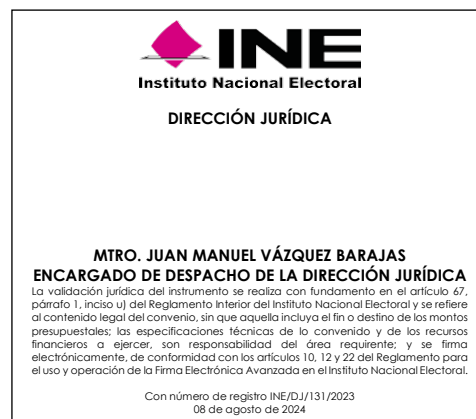 INE
Instituto Nacional Electoral
DIRECCIÓN JURÍDICA
MTRO. JUAN MANUEL VÁZQUEZ BARAJAS
ENCARGADO DE DESPACHO DE LA DIRECCIÓN JURÍDICA
La validación jurídica del instrumento se realiza con fundamento en el artículo 67,
párrafo 1, inciso u) del Reglamento Interior del Instituto Nacional Electoral y se refiere
al contenido legal del convenio, sin que aquella incluya el fin o destino de los montos
presupuestales; las especificaciones técnicas de lo convenido y de los recursos
financieros a ejercer, son responsabilidad del área requirente; y se firma
electrónicamente, de conformidad con los artículos 10, 12 y 22 del Reglamento para
el uso y operación de la Firma Electrónica Avanzada en el Instituto Nacional Electoral.
Con número de registro INE/DJ/131/2023
08 de agosto de 2024